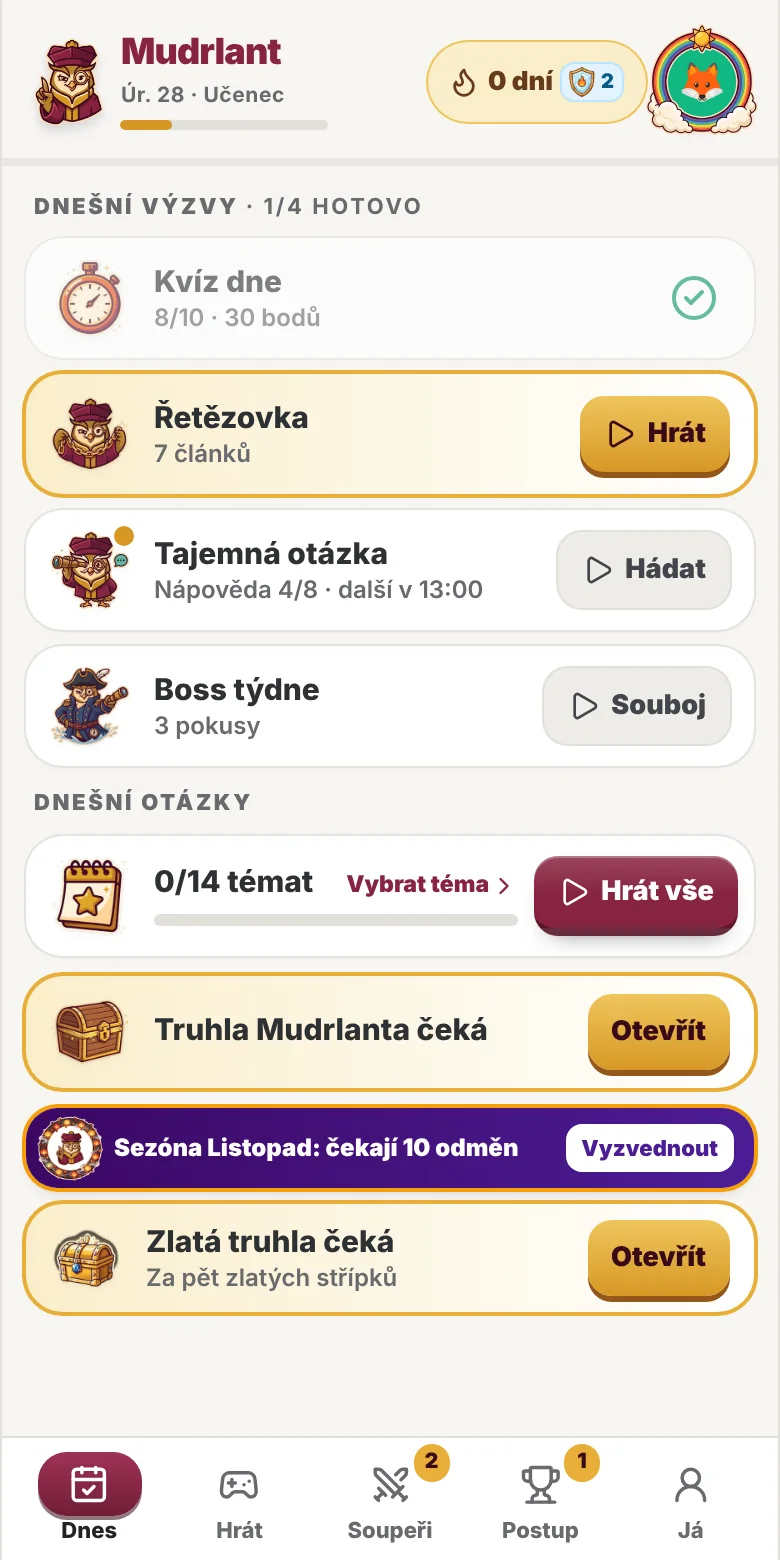 Mudrlant
Úr. 28 · Učenec
0 dní
2
DNEŠNÍ VÝZVY · 1/4 HOTOVO
Kvíz dne
8/10 · 30 bodů
Řetězovka
7 článků
Hrát
Tajemná otázka
Nápověda 4/8 · další v 13:00
Hádat
Boss týdne
3 pokusy
Souboj
DNEŠNÍ OTÁZKY
0/14 témat
Vybrat téma
Hrát vše
Truhla Mudrlanta čeká
Otevřít
Sezóna Listopad: čekají 10 odměn
Vyzvednout
Zlatá truhla čeká
Za pět zlatých střípků
Otevřít
2
1
Dnes
Hrát
Soupeři
Postup
Já